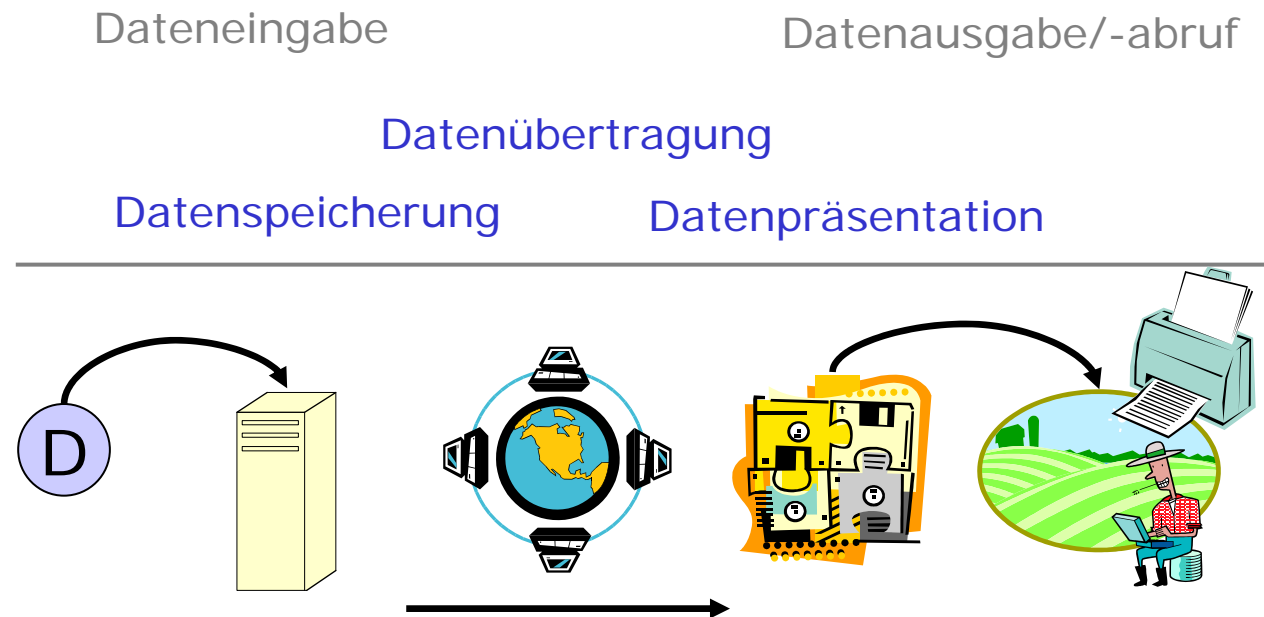 Dateneingabe
Datenausgabe/-abruf
Datenübertragung
Datenspeicherung
Datenpräsentation
D